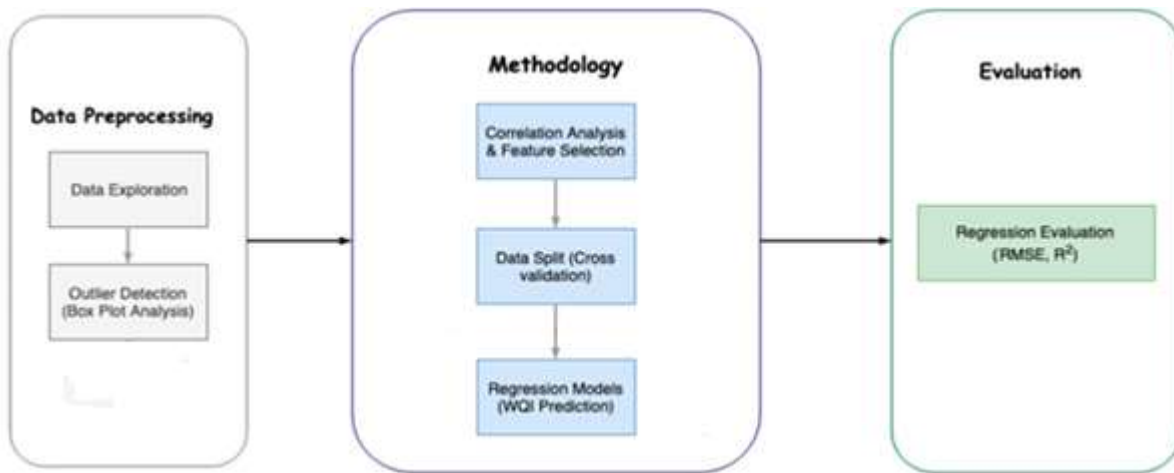 Data Preprocessing
Data Exploration
Outlier Detection
(Box Plot Analysis)
Methodology
Correlation Analysis
& Feature Selection
Data Split (Cross
validation)
Regression Models
(WQI Prediction)
Evaluation
Regression Evaluation
(RMSE, R²)